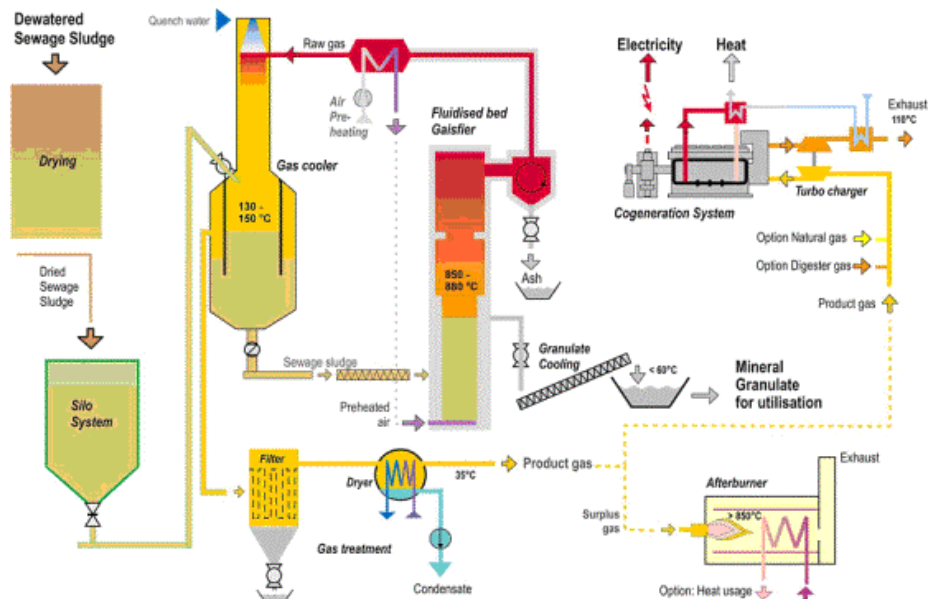 Dewatered
Sewage Sludge
Drying
Dried
Sewage
Sludge
Silo
System
Quench water
Raw gas
Air
Pre-
heating
Gas cooler
130 -
150 °C
Fluidised bed
Gaisfier
850 -
880 °C
Ash
Sewage sludge
Granulate
Cooling
< 60°C
Mineral
Granulate
for utilisation
Preheated
air
Filter
Dryer
35°C
Product gas
Gas treatment
Condensate
Electricity
Heat
Exhaust
110°C
Turbo charger
Cogeneration System
Option Natural gas
Option Digester gas
Product gas
Surplus
gas
Afterburner
Exhaust
> 850°C
Option: Heat usage